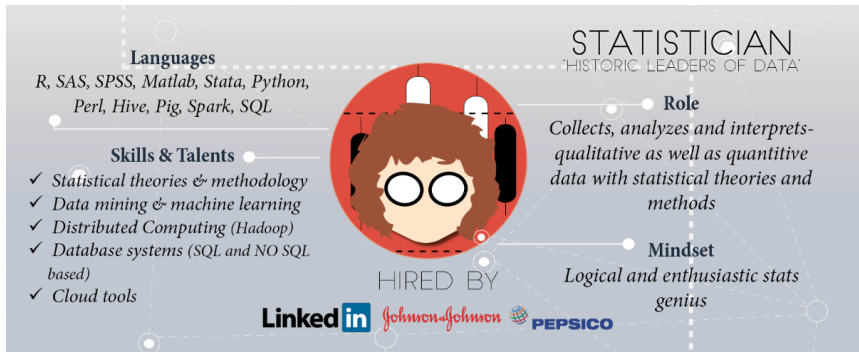 Languages
R, SAS, SPSS, Matlab, Stata, Python,
Perl, Hive, Pig, Spark, SQL
Skills & Talents
✓ Statistical theories & methodology
✓ Data mining & machine learning
✓ Distributed Computing (Hadoop)
✓ Database systems (SQL and NO SQL
based)
✓ Cloud tools
STATISTICIAN
"HISTORIC LEADERS OF DATA"
Role
Collects, analyzes and interprets-
qualitative as well as quantitive
data with statistical theories and
methods
Mindset
Logical and enthusiastic stats
genius
HIRED BY
Linked in Johnson & Johnson PEPSICO